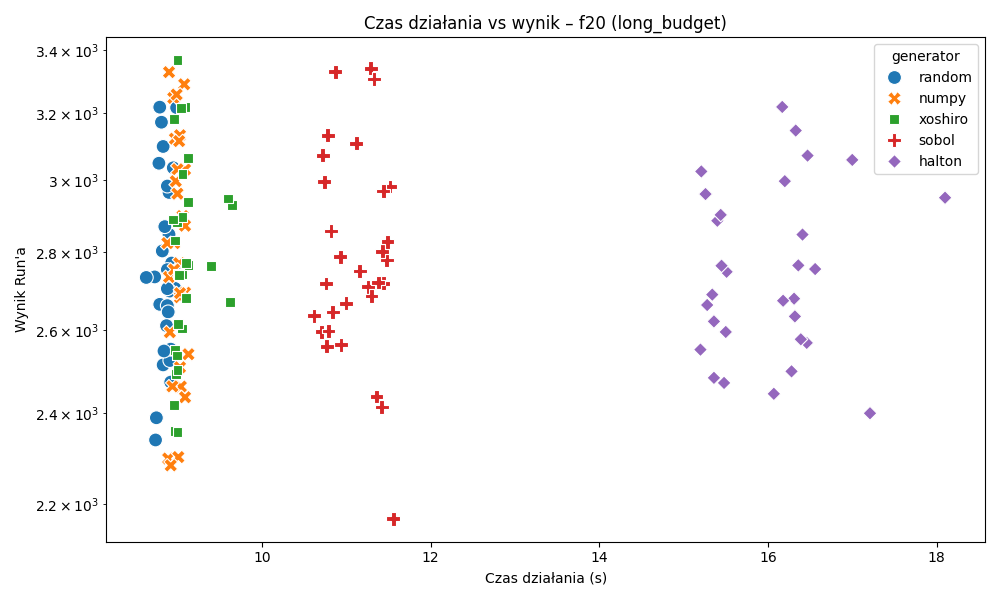 Czas działania vs wynik – f20 (long_budget)
Wynik Run'a
3.4 × 10³
3.2 × 10³
3 × 10³
2.8 × 10³
2.6 × 10³
2.4 × 10³
2.2 × 10³
generator
random
numpy
xoshiro
sobol
halton
10
12
14
16
18
Czas działania (s)